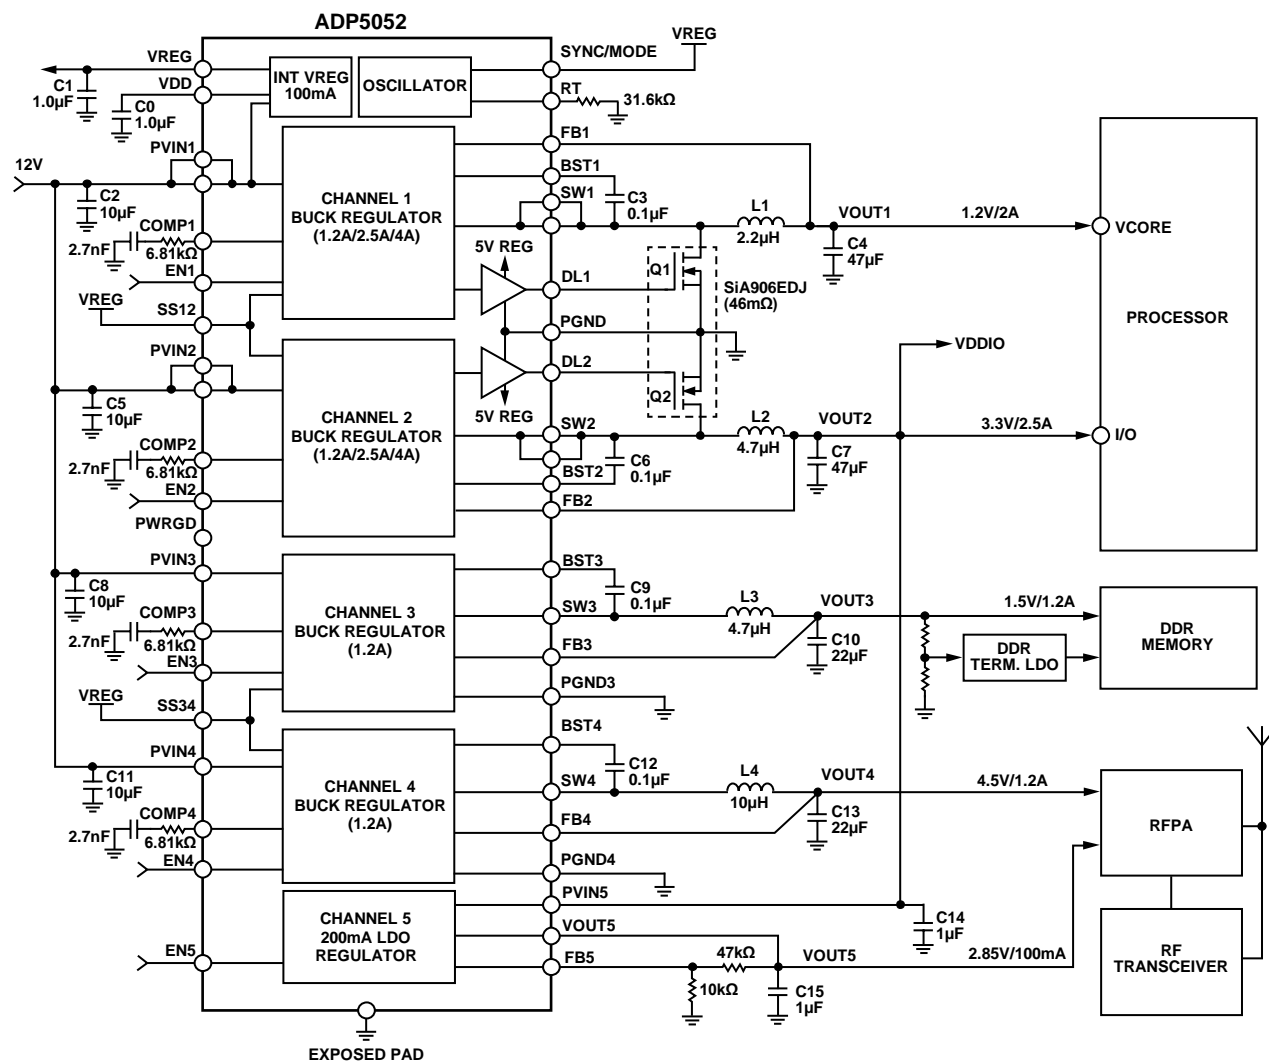 ADP5052
VREG
VDD
C1
1.0µF
C0
1.0µF
INT VREG
100mA
OSCILLATOR
SYNC/MODE
VREG
RT
31.6kΩ
FB1
BST1
SW1
C3
0.1µF
12V
PVIN1
C2
10µF
COMP1
2.7nF
6.81kΩ
EN1
CHANNEL 1
BUCK REGULATOR
(1.2A/2.5A/4A)
L1
2.2µH
VOUT1
C4
47µF
1.2V/2A
VCORE
VREG
SS12
5V REG
DL1
Q1
SiA906EDJ
(46mΩ)
PGND
DL2
Q2
5V REG
PROCESSOR
VDDIO
PVIN2
C5
10µF
COMP2
2.7nF
6.81kΩ
EN2
CHANNEL 2
BUCK REGULATOR
(1.2A/2.5A/4A)
SW2
BST2
FB2
C6
0.1µF
L2
4.7µH
VOUT2
C7
47µF
3.3V/2.5A
I/O
PWRGD
PVIN3
C8
10µF
COMP3
2.7nF
6.81kΩ
EN3
CHANNEL 3
BUCK REGULATOR
(1.2A)
BST3
C9
0.1µF
SW3
FB3
PGND3
L3
4.7µH
VOUT3
C10
22µF
1.5V/1.2A
DDR
TERM. LDO
DDR
MEMORY
VREG
SS34
PVIN4
C11
10µF
COMP4
2.7nF
6.81kΩ
EN4
CHANNEL 4
BUCK REGULATOR
(1.2A)
BST4
C12
0.1µF
SW4
FB4
PGND4
L4
10µH
VOUT4
C13
22µF
4.5V/1.2A
RFPA
EN5
CHANNEL 5
200mA LDO
REGULATOR
PVIN5
VOUT5
FB5
47kΩ
10kΩ
VOUT5
C15
1µF
C14
1µF
2.85V/100mA
RF
TRANSCEIVER
EXPOSED PAD